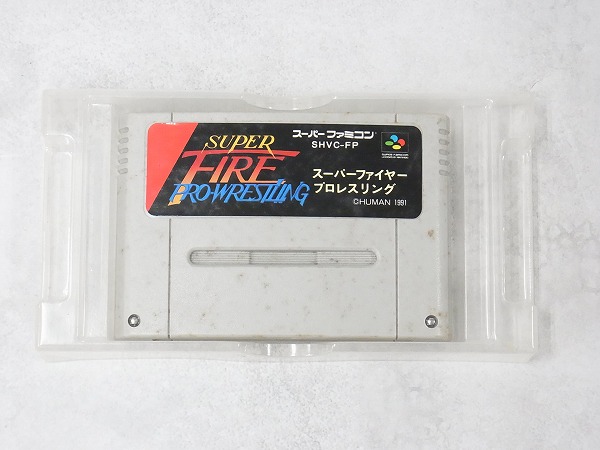 SUPER
FIRE
PRO-WRESTLING
スーパーファミコン
SHVC-FP
スーパーファイヤー
プロレスリング
©HUMAN 1991